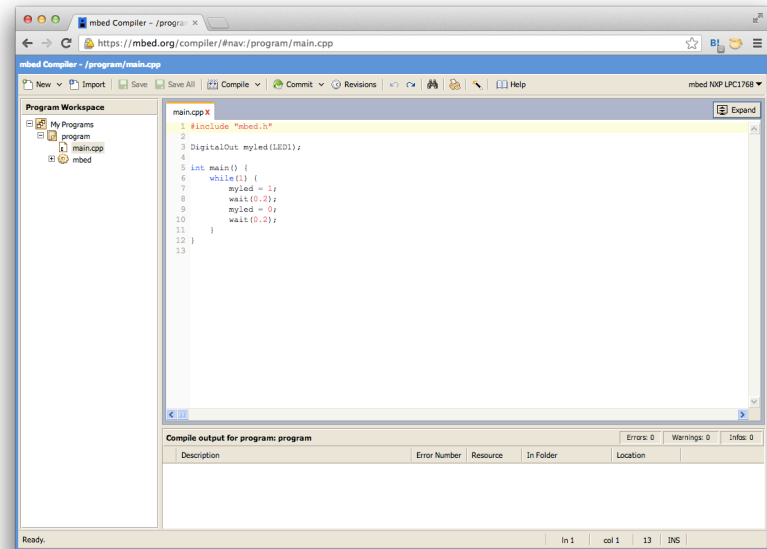 mbed Compiler - /program
https://mbed.org/compiler/#nav:/program/main.cpp
B!
mbed Compiler - /program/main.cpp
New Import Save Save All Compile Commit Revisions Help mbed NXP LPC1768
Program Workspace
My Programs
program
main.cpp
mbed
main.cpp x
Expand
1 #include "mbed.h"
2
3 DigitalOut myled(LED1);
4
5 int main() {
6 while(1) {
7 myled = 1;
8 wait(0.2);
9 myled = 0;
10 wait(0.2);
11 }
12 }
13
Compile output for program: program Errors: 0 Warnings: 0 Infos: 0
Description Error Number Resource In Folder Location
Ready. ln 1 col 1 13 INS